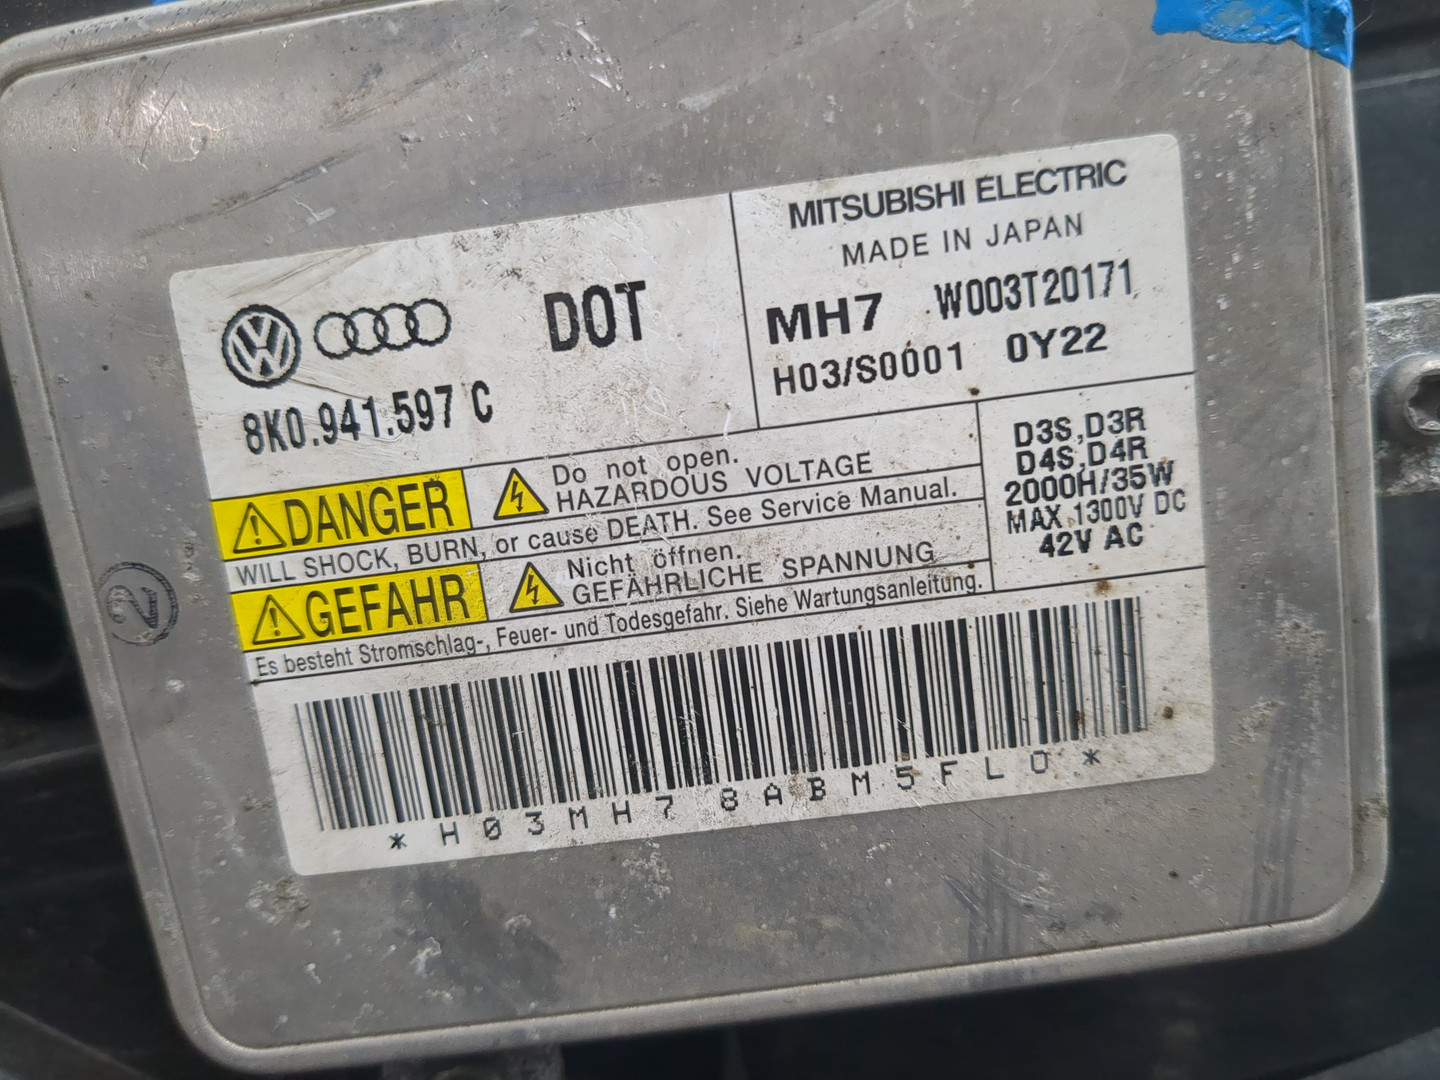 MITSUBISHI ELECTRIC
MADE IN JAPAN
MH7 W003T20171
H03/S0001 0Y22
DOT
8K0.941.597 C
DANGER
Do not open.
HAZARDOUS VOLTAGE
WILL SHOCK, BURN, or cause DEATH. See Service Manual.
GEFAHR
Nicht öffnen.
GEFÄHRLICHE SPANNUNG
Es besteht Stromschlag-, Feuer- und Todesgefahr. Siehe Wartungsanleitung.
D3S,D3R
D4S,D4R
2000H/35W
MAX 1300V DC
42V AC
*H03MH78ABM5FL0*
2